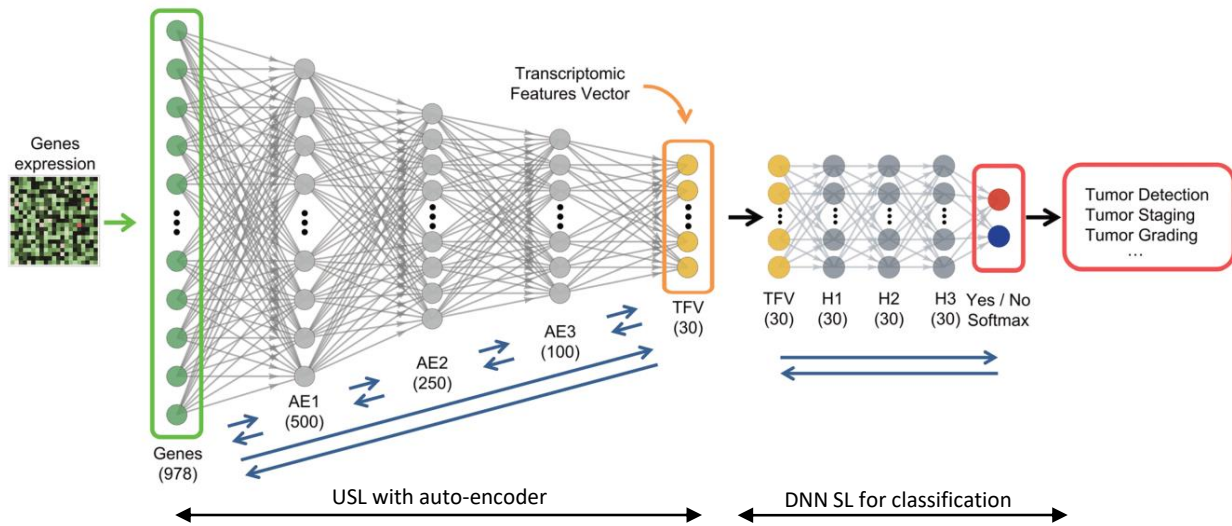 Transcriptomic
Features Vector
Genes
expression
Tumor Detection
Tumor Staging
Tumor Grading
...
TFV
(30)
AE3
(100)
AE2
(250)
AE1
(500)
Genes
(978)
TFV
(30)
H1
(30)
H2
(30)
H3
(30)
Yes / No
Softmax
USL with auto-encoder
DNN SL for classification